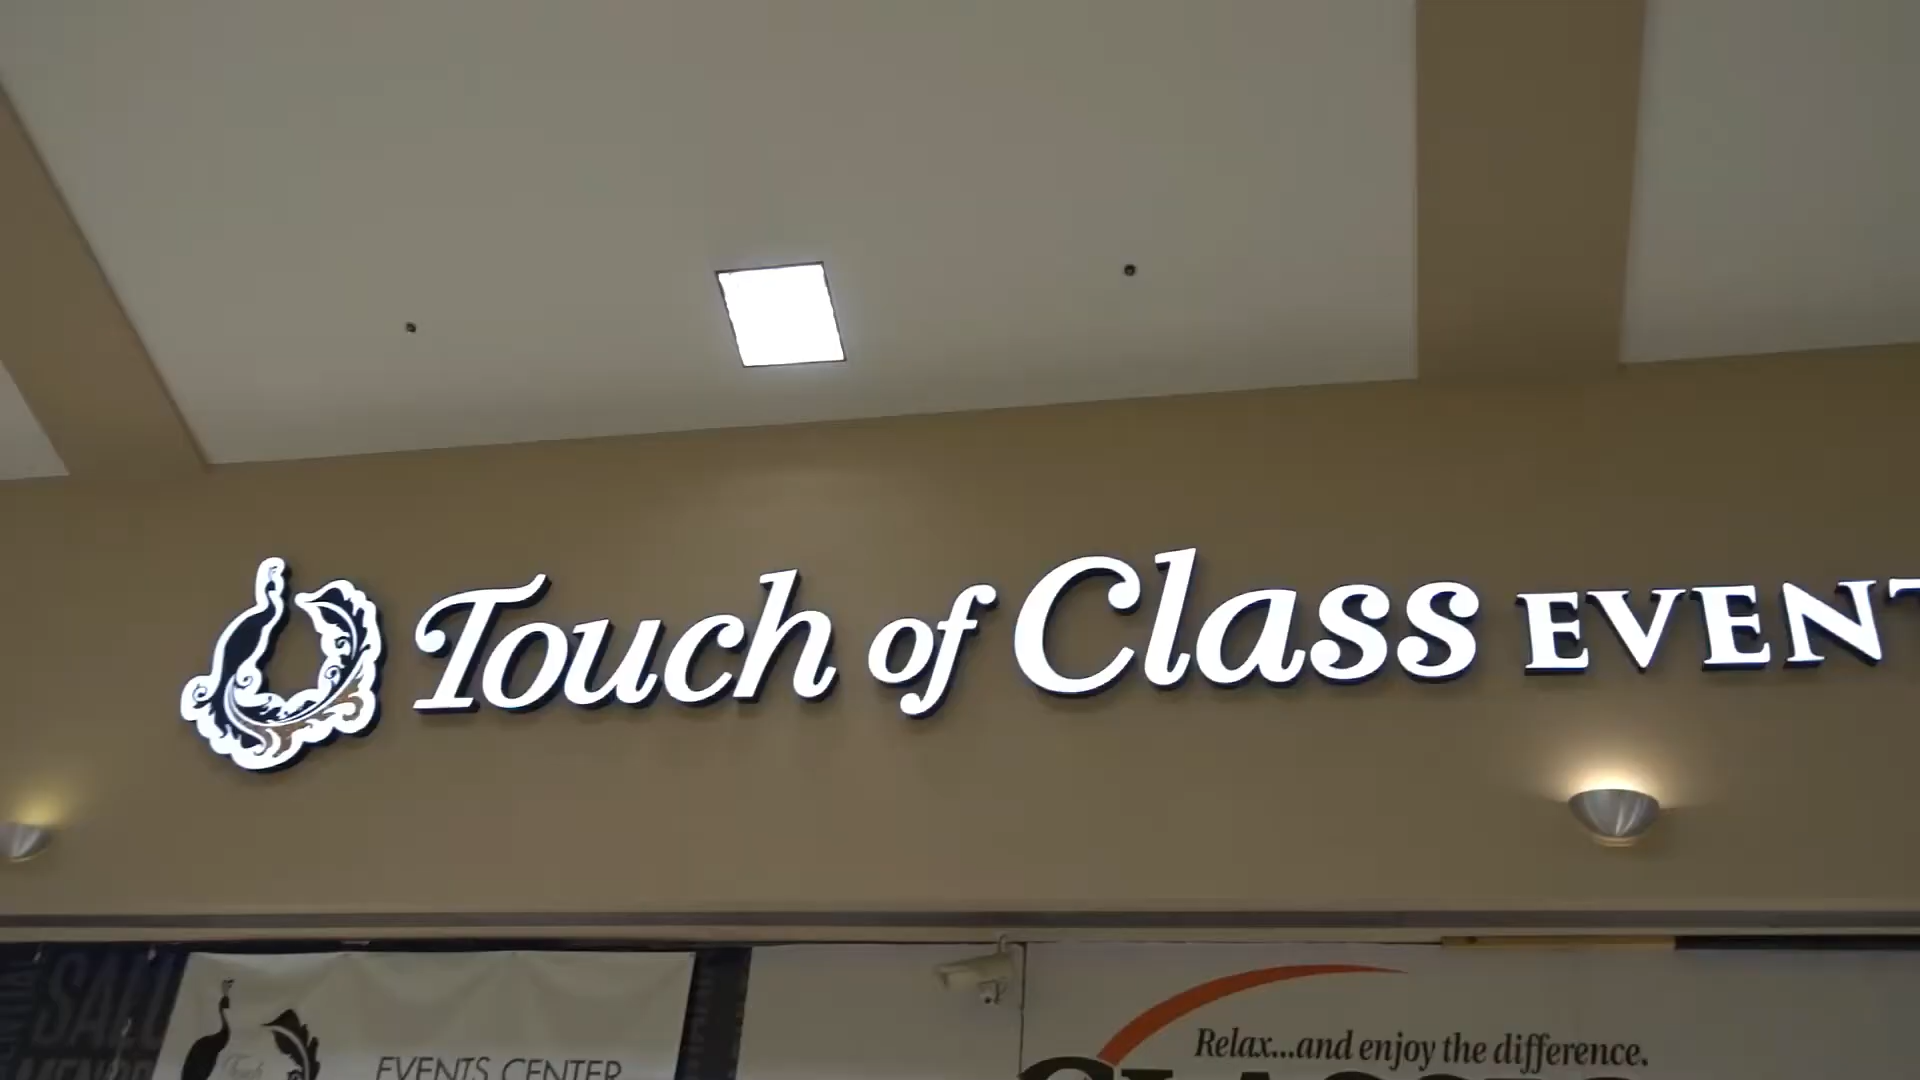 Touch of Class EVENT
EVENTS CENTER
Relax...and enjoy the difference.